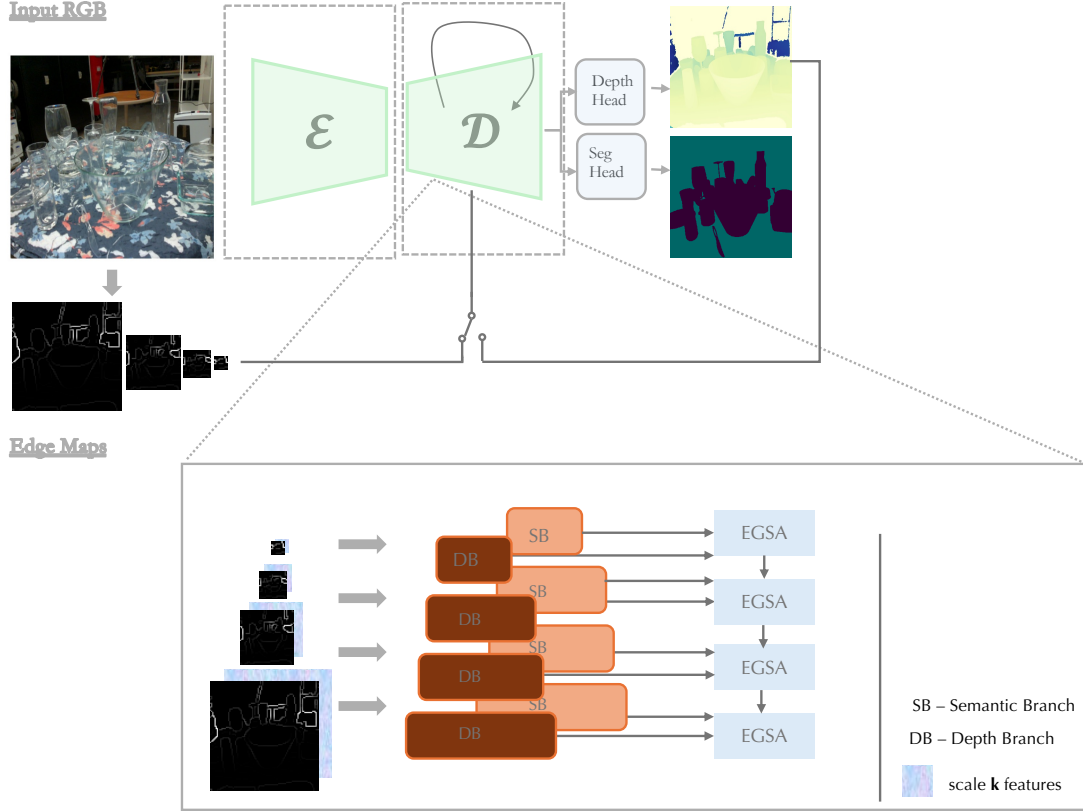 Input RGB
ℰ
𝒟
Depth
Head
Seg
Head
Edge Maps
SB
DB
EGSA
SB
DB
EGSA
SB
DB
EGSA
SB
DB
EGSA
SB – Semantic Branch
DB – Depth Branch
scale k features